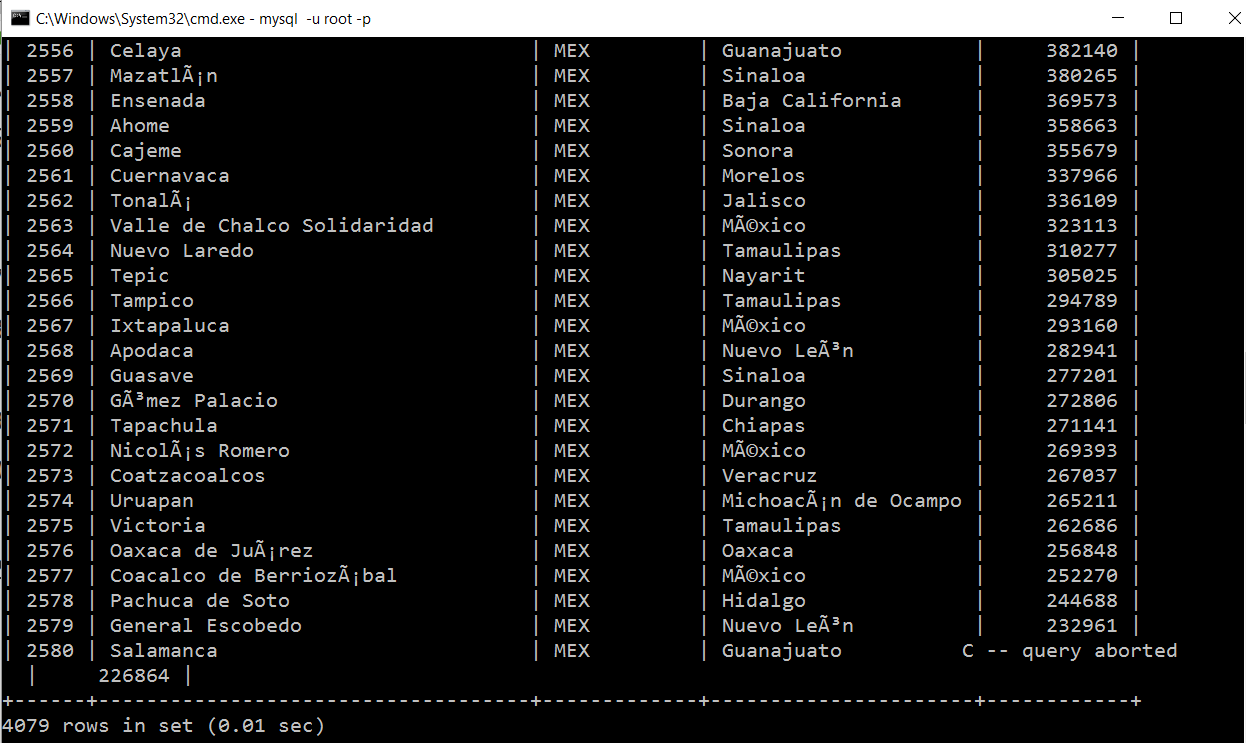 C:\Windows\System32\cmd.exe - mysql  -u root -p
| 2556 | Celaya | MEX | Guanajuato | 382140 |
| 2557 | MazatlÃ¡n | MEX | Sinaloa | 380265 |
| 2558 | Ensenada | MEX | Baja California | 369573 |
| 2559 | Ahome | MEX | Sinaloa | 358663 |
| 2560 | Cajeme | MEX | Sonora | 355679 |
| 2561 | Cuernavaca | MEX | Morelos | 337966 |
| 2562 | TonalÃ¡ | MEX | Jalisco | 336109 |
| 2563 | Valle de Chalco Solidaridad | MEX | MÃ©xico | 323113 |
| 2564 | Nuevo Laredo | MEX | Tamaulipas | 310277 |
| 2565 | Tepic | MEX | Nayarit | 305025 |
| 2566 | Tampico | MEX | Tamaulipas | 294789 |
| 2567 | Ixtapaluca | MEX | MÃ©xico | 293160 |
| 2568 | Apodaca | MEX | Nuevo LeÃ³n | 282941 |
| 2569 | Guasave | MEX | Sinaloa | 277201 |
| 2570 | GÃ³mez Palacio | MEX | Durango | 272806 |
| 2571 | Tapachula | MEX | Chiapas | 271141 |
| 2572 | NicolÃ¡s Romero | MEX | MÃ©xico | 269393 |
| 2573 | Coatzacoalcos | MEX | Veracruz | 267037 |
| 2574 | Uruapan | MEX | MichoacÃ¡n de Ocampo | 265211 |
| 2575 | Victoria | MEX | Tamaulipas | 262686 |
| 2576 | Oaxaca de JuÃ¡rez | MEX | Oaxaca | 256848 |
| 2577 | Coacalco de BerriozÃ¡bal | MEX | MÃ©xico | 252270 |
| 2578 | Pachuca de Soto | MEX | Hidalgo | 244688 |
| 2579 | General Escobedo | MEX | Nuevo LeÃ³n | 232961 |
| 2580 | Salamanca | MEX | Guanajuato C -- query aborted
| 226864 |
+------+------------------------------------+-------------+----------------------+------------+
4079 rows in set (0.01 sec)